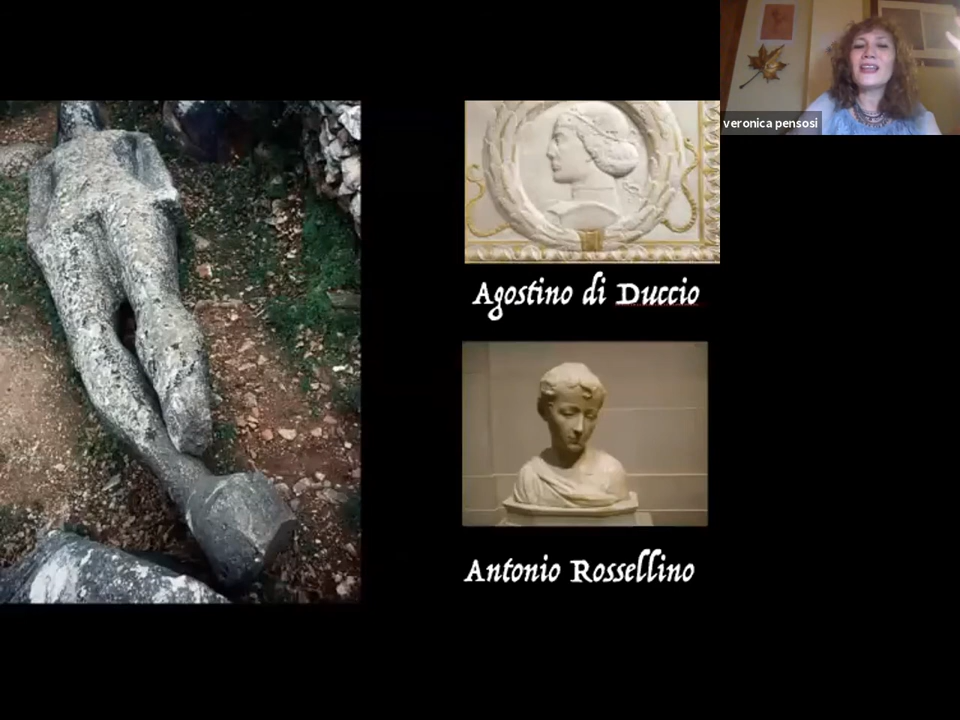 veronica pensosi
Agostino di Duccio
Antonio Rossellino